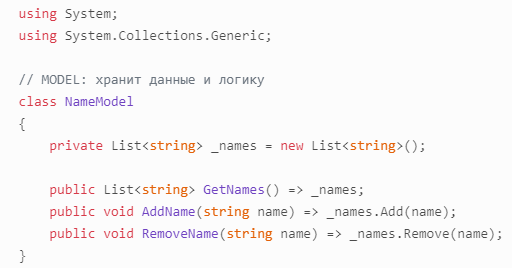 using System;
using System.Collections.Generic;

// MODEL: хранит данные и логику
class NameModel
{
    private List<string> _names = new List<string>();

    public List<string> GetNames() => _names;
    public void AddName(string name) => _names.Add(name);
    public void RemoveName(string name) => _names.Remove(name);
}